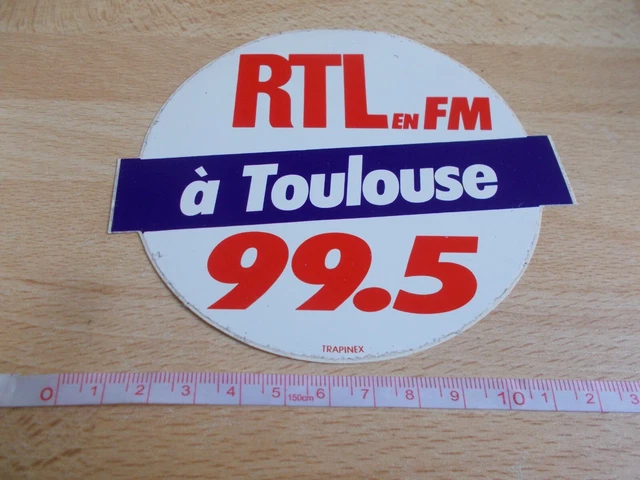 RTL EN FM
à Toulouse
99.5
TRAPINEX
0 1 2 3 4 5 150cm 6 7 8 9 10 1 2 3